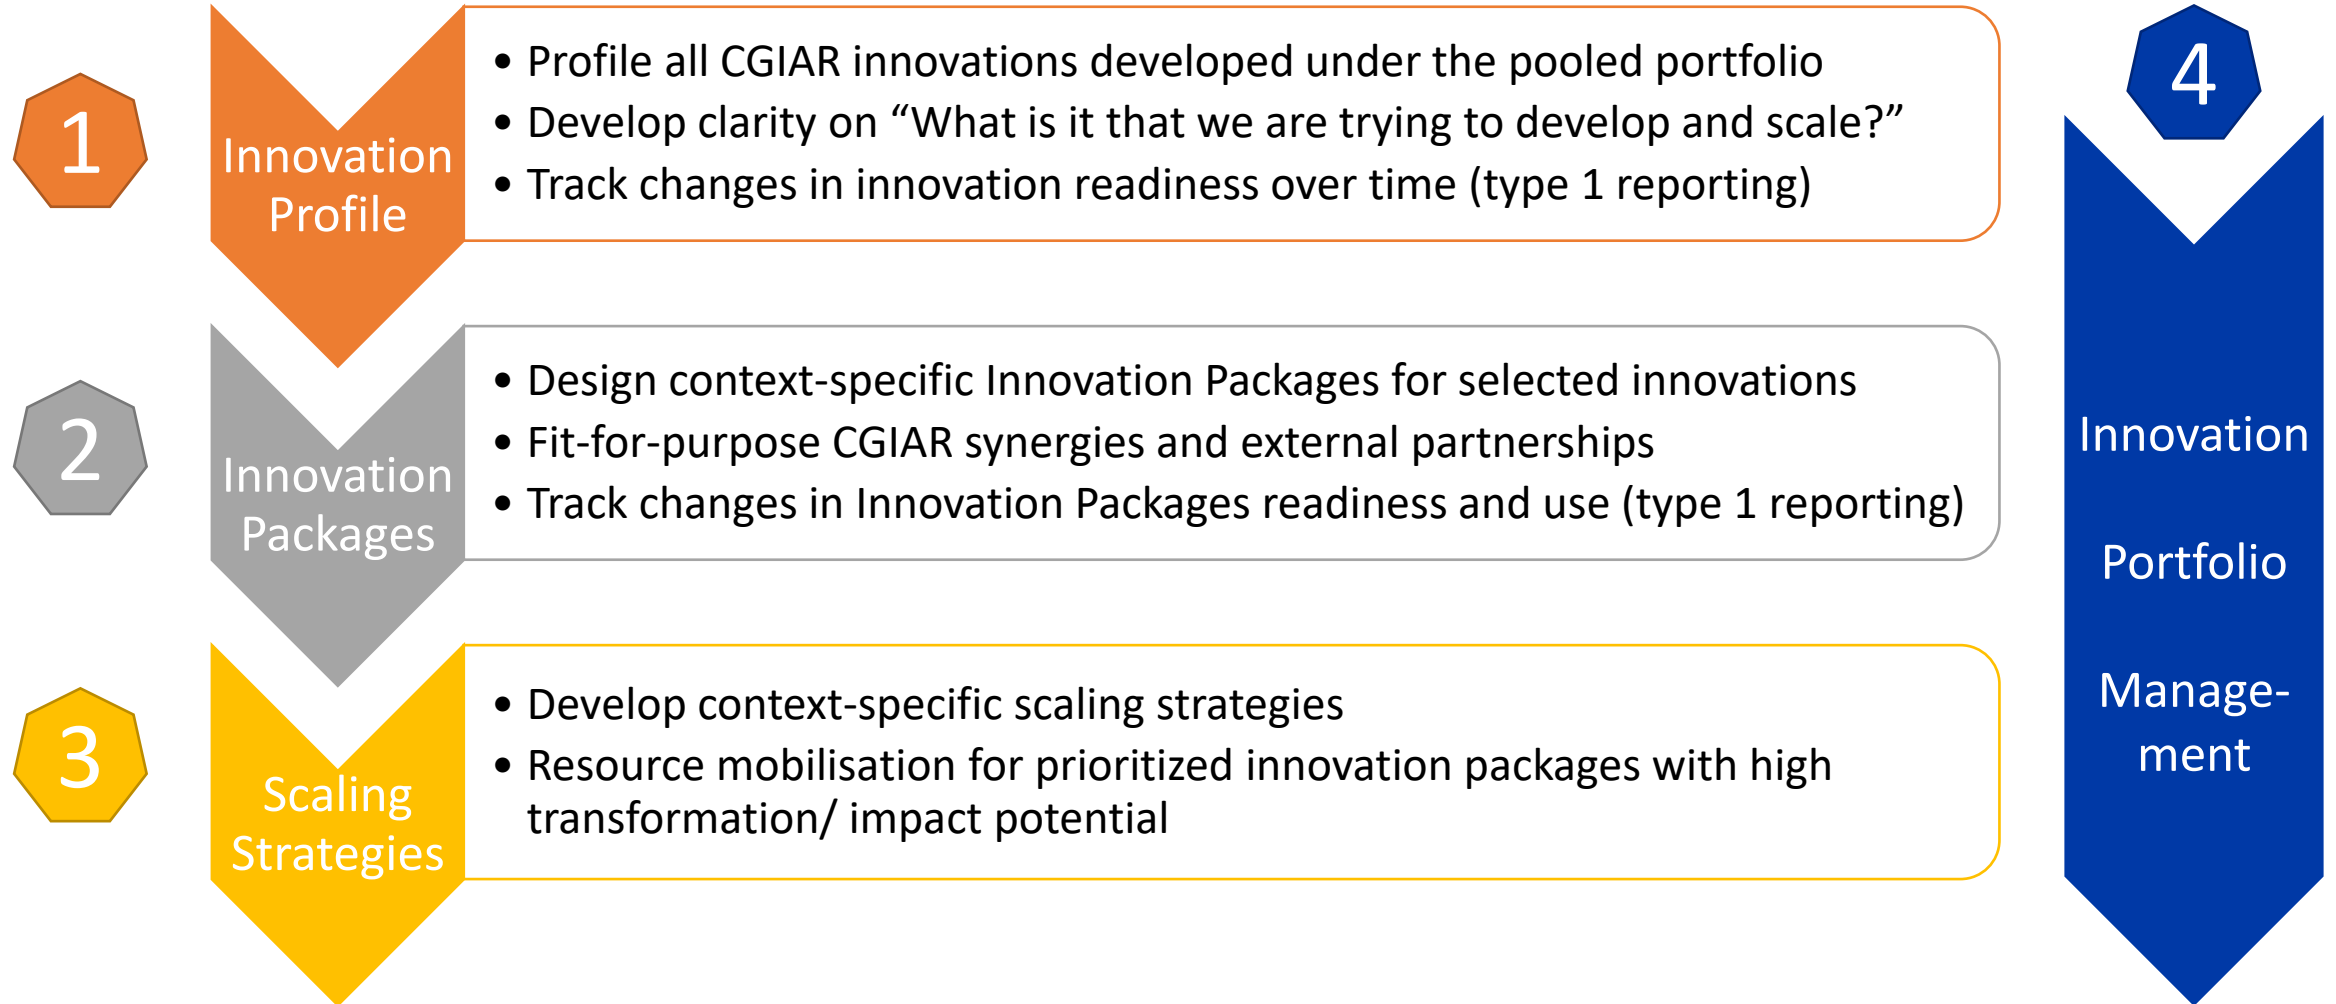 1
Innovation
Profile
• Profile all CGIAR innovations developed under the pooled portfolio
• Develop clarity on “What is it that we are trying to develop and scale?”
• Track changes in innovation readiness over time (type 1 reporting)
2
Innovation
Packages
• Design context-specific Innovation Packages for selected innovations
• Fit-for-purpose CGIAR synergies and external partnerships
• Track changes in Innovation Packages readiness and use (type 1 reporting)
3
Scaling
Strategies
• Develop context-specific scaling strategies
• Resource mobilisation for prioritized innovation packages with high
transformation/ impact potential
4
Innovation
Portfolio
Manage-
ment